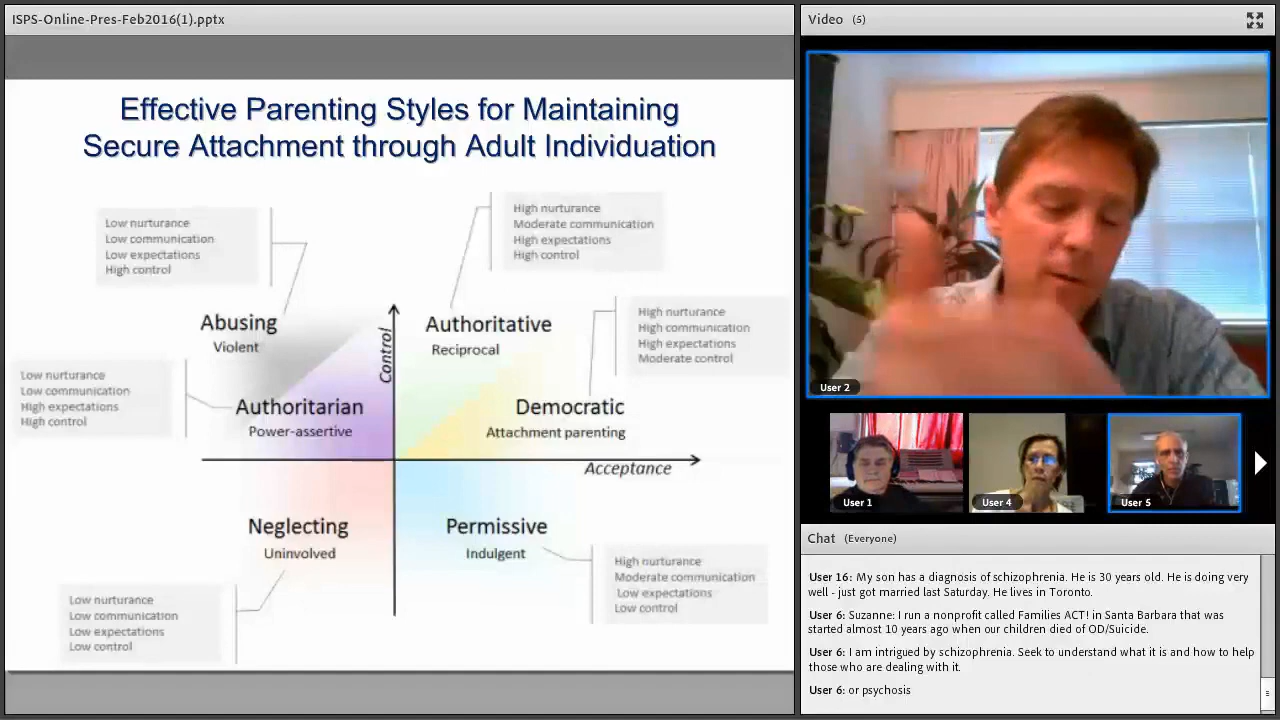 ISPS-Online-Pres-Feb2016(1).pptx
Effective Parenting Styles for Maintaining
Secure Attachment through Adult Individuation
Low nurturance
Low communication
Low expectations
High control
High nurturance
Moderate communication
High expectations
High control
Abusing
Violent
Control
Authoritative
Reciprocal
High nurturance
High communication
High expectations
Moderate control
Low nurturance
Low communication
High expectations
High control
Authoritarian
Power-assertive
Democratic
Attachment parenting
Acceptance
Neglecting
Uninvolved
Permissive
Indulgent
Low nurturance
Low communication
Low expectations
Low control
High nurturance
Moderate communication
Low expectations
Low control
Video (5)
User 2
User 1
User 4
User 5
Chat (Everyone)
User 16: My son has a diagnosis of schizophrenia. He is 30 years old. He is doing very
well - just got married last Saturday. He lives in Toronto.
User 6: Suzanne: I run a nonprofit called Families ACT! in Santa Barbara that was
started almost 10 years ago when our children died of OD/Suicide.
User 6: I am intrigued by schizophrenia. Seek to understand what it is and how to help
those who are dealing with it.
User 6: or psychosis